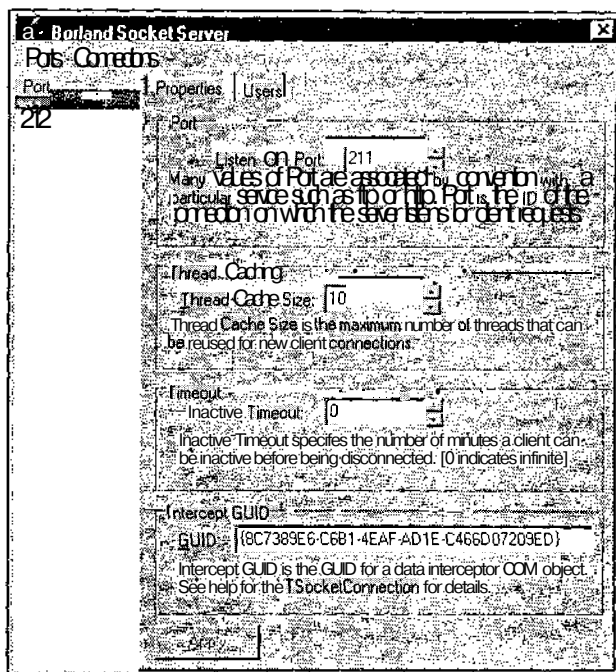 Borland Socket Server
Ports Connections
Port
212
Properties
Users
Port
Listen on Port: 211
Many values of Port are associated by convention with a
particular service such as ftp or http. Port is the ID of the
connection on which the server listens for client requests
Thread Caching
Thread Cache Size: 10
Thread Cache Size is the maximum number of threads that can
be reused for new client connections
Timeout
Inactive Timeout: 0
Inactive Timeout specifes the number of minutes a client can
be inactive before being disconnected. [0 indicates infinite]
Intercept GUID
GUID: {8C7389E6-C6B1-4EAF-AD1E-C466D07209ED}
Intercept GUID is the GUID for a data interceptor COM object.
See help for the TSocketConnection for details.